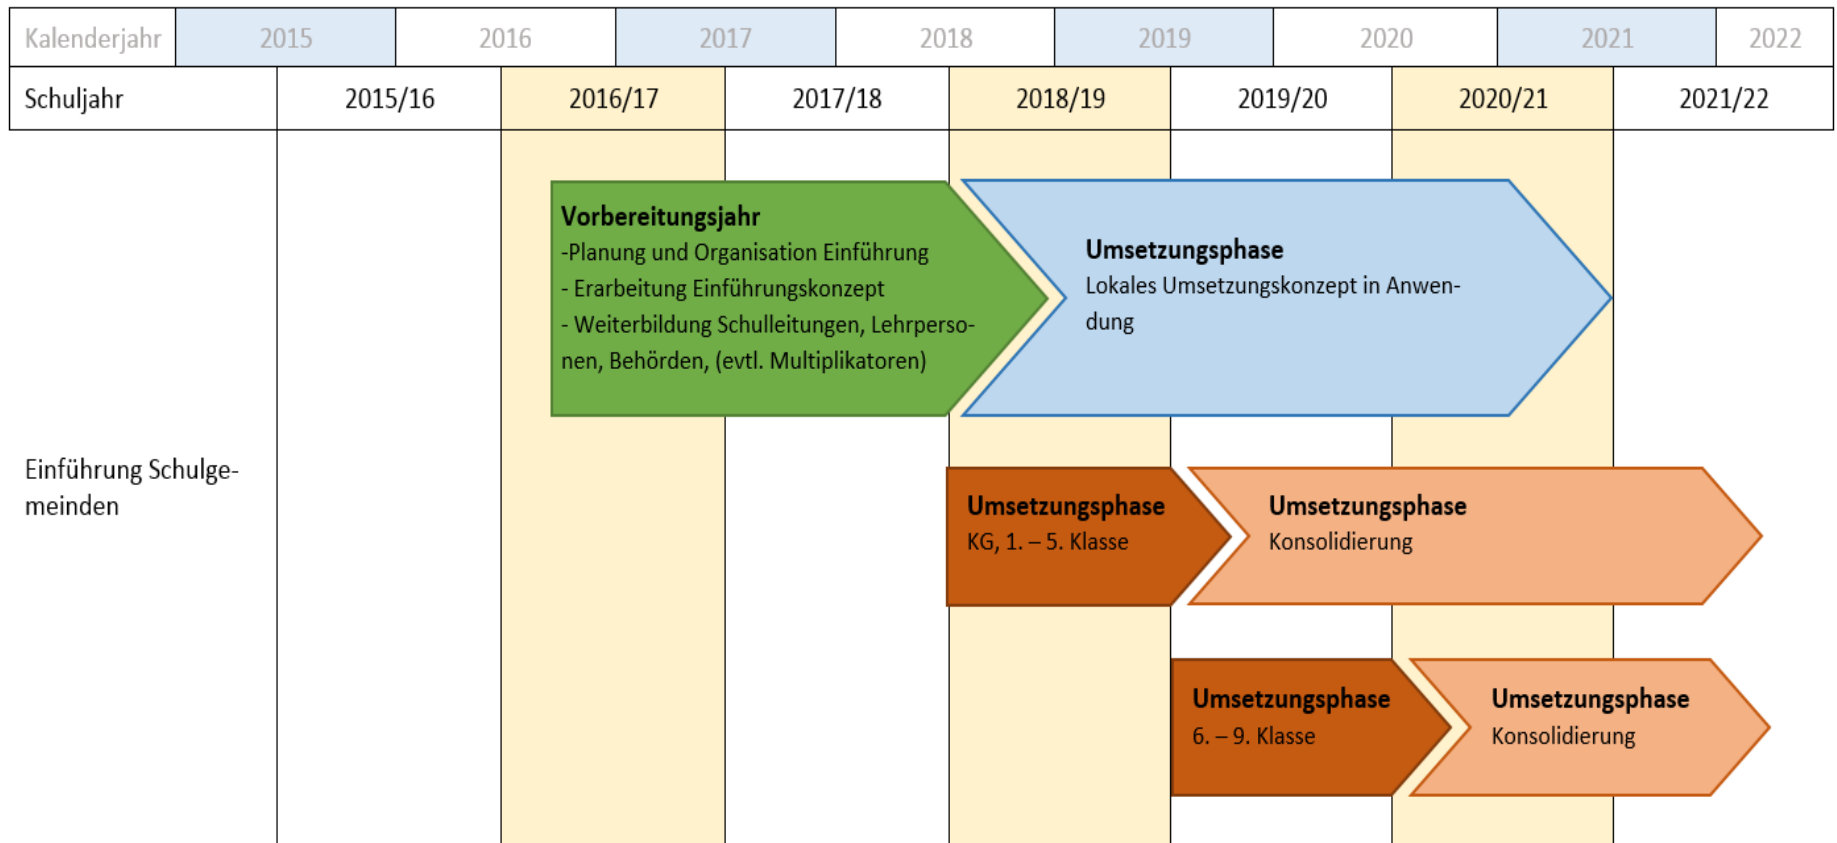 Kalenderjahr 2015 2016 2017 2018 2019 2020 2021 2022
Schuljahr 2015/16 2016/17 2017/18 2018/19 2019/20 2020/21 2021/22
Vorbereitungsjahr
-Planung und Organisation Einführung
- Erarbeitung Einführungskonzept
- Weiterbildung Schulleitungen, Lehrperso-
nen, Behörden, (evtl. Multiplikatoren)
Umsetzungsphase
Lokales Umsetzungskonzept in Anwen-
dung
Einführung Schulge-
meinden
Umsetzungsphase
KG, 1. – 5. Klasse
Umsetzungsphase
Konsolidierung
Umsetzungsphase
6. – 9. Klasse
Umsetzungsphase
Konsolidierung